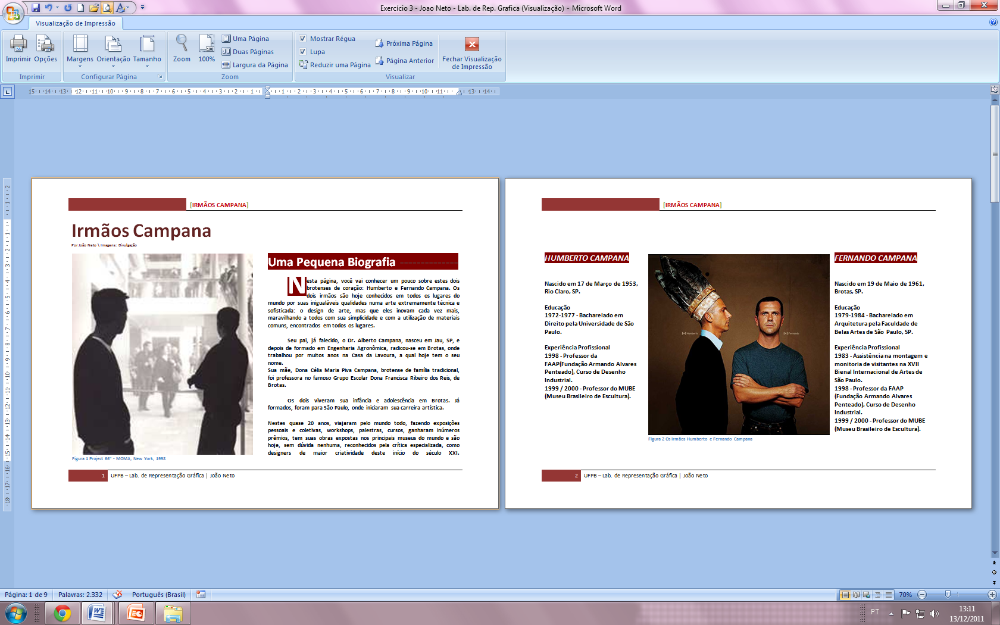 Exercício 3 - Joao Neto - Lab. de Rep. Grafica (Visualização) - Microsoft Word
Visualização de Impressão
Imprimir
Opções
Imprimir
Margens
Orientação
Tamanho
Configurar Página
Zoom
100%
Uma Página
Duas Páginas
Largura da Página
Zoom
Mostrar Régua
Lupa
Reduzir uma Página
Próxima Página
Página Anterior
Fechar Visualização
de Impressão
Visualizar
[IRMÃOS CAMPANA]
Irmãos Campana
Por João Neto \ Imagens: Divulgação
Figura 1 Project 66" - MOMA, New York, 1998
Uma Pequena Biografia
Nesta página, você vai conhecer um pouco sobre estes dois
brotenses de coração: Humberto e Fernando Campana. Os
dois irmãos são hoje conhecidos em todos os lugares do
mundo por suas inigualáveis qualidades numa arte extremamente técnica e
sofisticada: o design de arte, mas que eles inovam cada vez mais,
maravilhando a todos com sua simplicidade e com a utilização de materiais
comuns, encontrados em todos os lugares.
Seu pai, já falecido, o Dr. Alberto Campana, nasceu em Jau, SP, e
depois de formado em Engenharia Agronômica, radicou-se em Brotas, onde
trabalhou por muitos anos na Casa da Lavoura, a qual hoje tem o seu
nome.
Sua mãe, Dona Célia Maria Piva Campana, brotense de família tradicional,
foi professora no famoso Grupo Escolar Dona Francisca Ribeiro dos Reis, de
Brotas.
Os dois viveram sua infância e adolescência em Brotas. Já
formados, foram para São Paulo, onde iniciaram sua carreira artística.
Nestes quase 20 anos, viajaram pelo mundo todo, fazendo exposições
pessoais e coletivas, workshops, palestras, cursos, ganharam inúmeros
prêmios, tem suas obras expostas nos principais museus do mundo e são
hoje, sem dúvida nenhuma, reconhecidos pela crítica especializada, como
designers de maior criatividade deste início do século XXI.
1 UFPB – Lab. de Representação Gráfica | João Neto
[IRMÃOS CAMPANA]
HUMBERTO CAMPANA
Nascido em 17 de Março de 1953,
Rio Claro, SP.
Educação
1972-1977 - Bacharelado em
Direito pela Universidade de São
Paulo.
Experiência Profissional
1998 - Professor da
FAAP(Fundação Armando Alvares
Penteado), Curso de Desenho
Industrial.
1999 / 2000 - Professor do MUBE
(Museu Brasileiro de Escultura).
[H] Humberto
[F] Fernando
Figura 2 Os irmãos Humberto e Fernando Campana
FERNANDO CAMPANA
Nascido em 19 de Maio de 1961,
Brotas, SP.
Educação
1979-1984 - Bacharelado em
Arquitetura pela Faculdade de
Belas Artes de São Paulo, SP.
Experiência Profissional
1983 - Assistência na montagem e
monitoria de visitantes na XVII
Bienal Internacional de Artes de
São Paulo.
1998 - Professor da FAAP
(Fundação Armando Alvares
Penteado), Curso de Desenho
Industrial.
1999 / 2000 - Professor do MUBE
(Museu Brasileiro de Escultura).
2 UFPB – Lab. de Representação Gráfica | João Neto
Página: 1 de 9
Palavras: 2.332
Português (Brasil)
70%
PT
13:11
13/12/2011